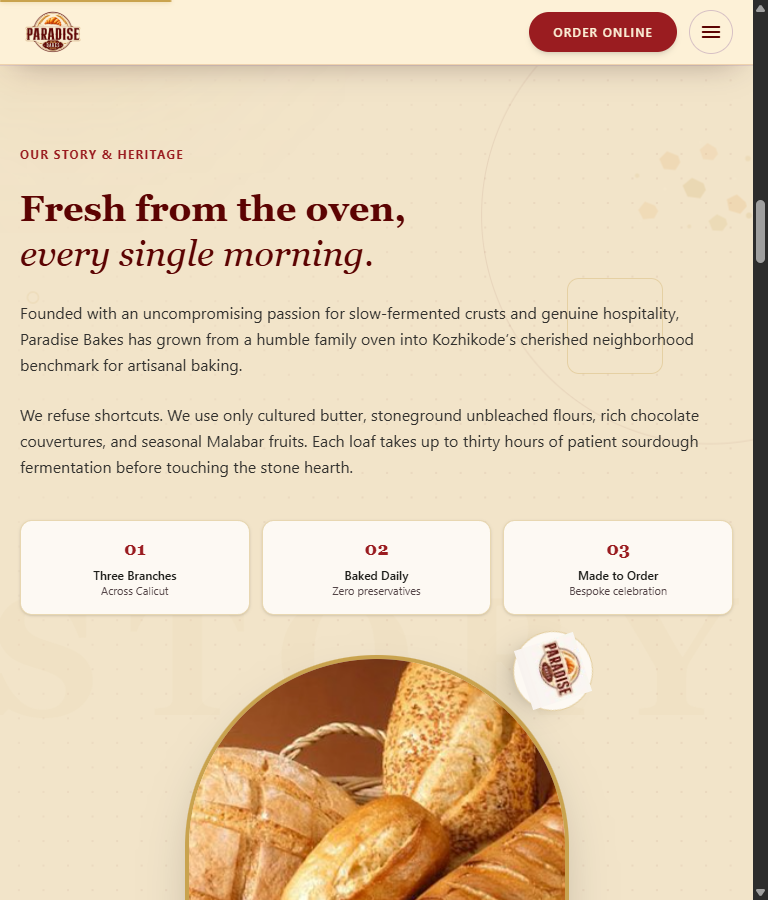 PARADISE
BAKES
ORDER ONLINE
OUR STORY & HERITAGE
Fresh from the oven,
every single morning.
Founded with an uncompromising passion for slow-fermented crusts and genuine hospitality,
Paradise Bakes has grown from a humble family oven into Kozhikode's cherished neighborhood
benchmark for artisanal baking.
We refuse shortcuts. We use only cultured butter, stoneground unbleached flours, rich chocolate
couvertures, and seasonal Malabar fruits. Each loaf takes up to thirty hours of patient sourdough
fermentation before touching the stone hearth.
01
Three Branches
Across Calicut
02
Baked Daily
Zero preservatives
03
Made to Order
Bespoke celebration
STORY
PARADISE